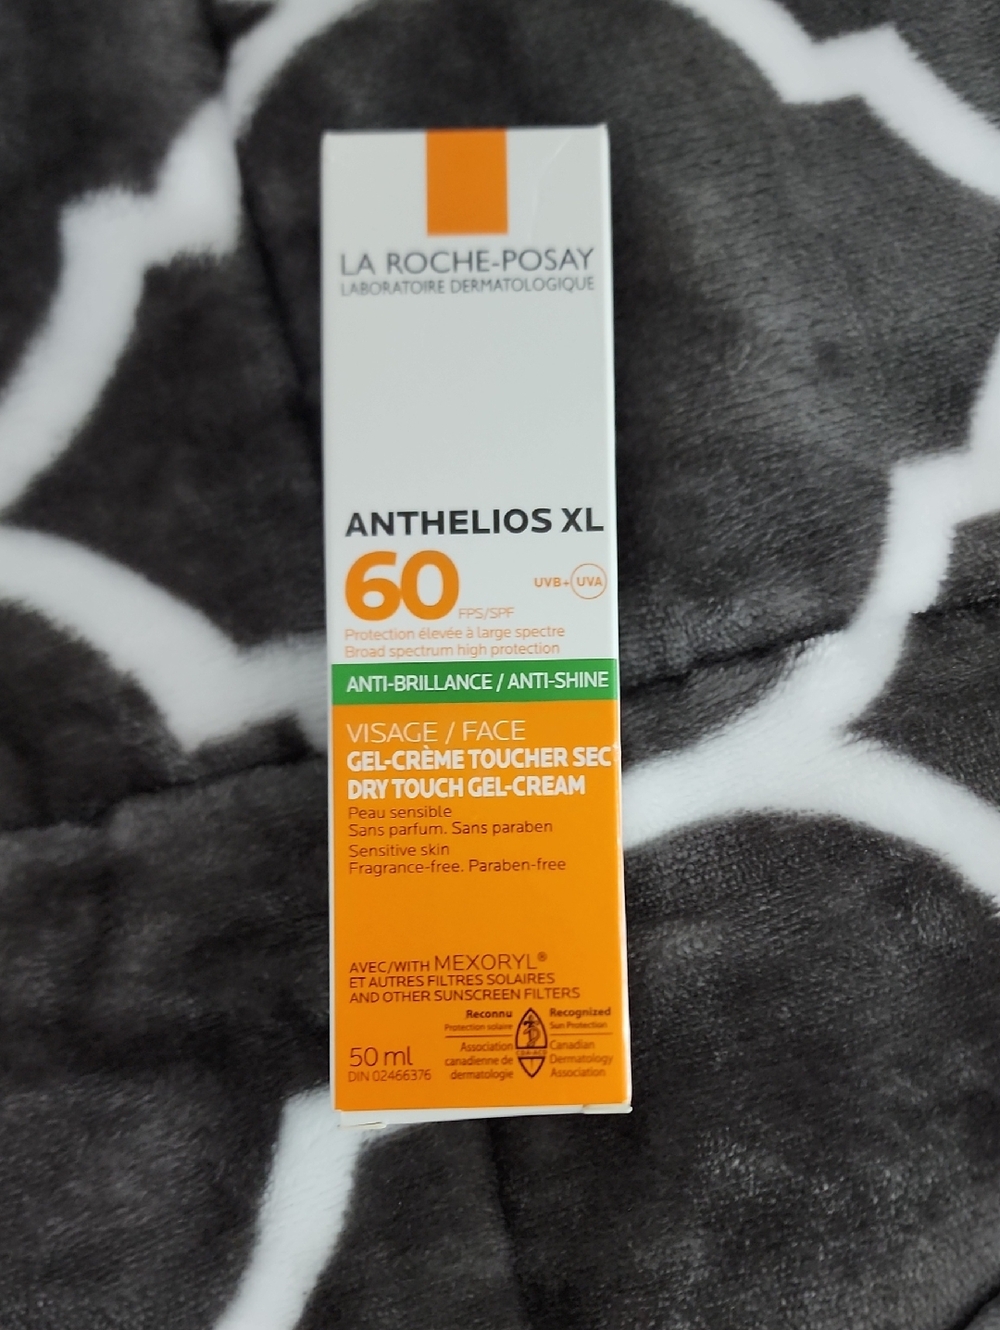 LA ROCHE-POSAY
LABORATOIRE DERMATOLOGIQUE
ANTHELIOS XL
60 FPS/SPF
UVB+ UVA
Protection élevée à large spectre
Broad spectrum high protection
ANTI-BRILLANCE / ANTI-SHINE
VISAGE / FACE
GEL-CRÈME TOUCHER SEC
DRY TOUCH GEL-CREAM
Peau sensible
Sans parfum. Sans paraben
Sensitive skin
Fragrance-free. Paraben-free
AVEC/WITH MEXORYL®
ET AUTRES FILTRES SOLAIRES
AND OTHER SUNSCREEN FILTERS
Reconnu
Protection solaire
Association
canadienne de
dermatologie
Recognized
Sun Protection
Canadian
Dermatology
Association
50 ml
DIN 02466376